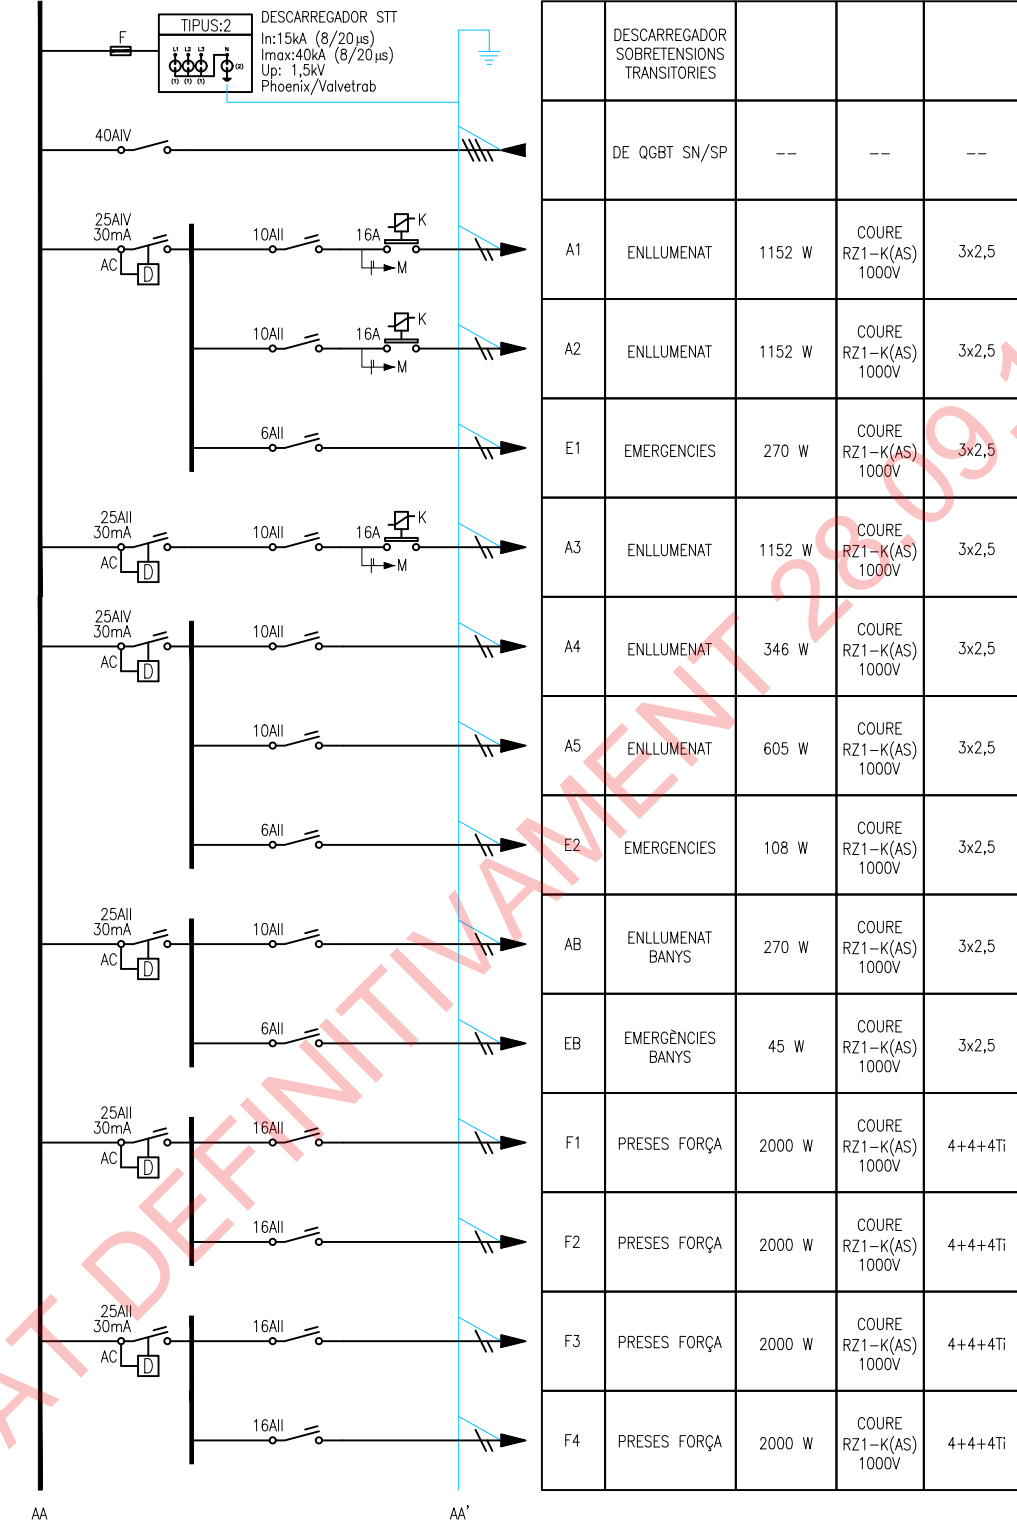 F
TIPUS:2
L1 L2 L3 N
(1) (1) (1) (2)
DESCARREGADOR STT
In:15kA (8/20µs)
Imax:40kA (8/20µs)
Up: 1,5kV
Phoenix/Valvetrab
DESCARREGADOR
SOBRETENSIONS
TRANSITORIES
40AIV
DE QGBT SN/SP -- -- --
25AIV
30mA
AC
D
10AII
16A
K
M
A1 ENLLUMENAT 1152 W
COURE
RZ1-K(AS)
1000V
3x2,5
10AII
16A
K
M
A2 ENLLUMENAT 1152 W
COURE
RZ1-K(AS)
1000V
3x2,5
6AII
E1 EMERGENCIES 270 W
COURE
RZ1-K(AS)
1000V
3x2,5
25AII
30mA
AC
D
10AII
16A
K
M
A3 ENLLUMENAT 1152 W
COURE
RZ1-K(AS)
1000V
3x2,5
25AIV
30mA
AC
D
10AII
A4 ENLLUMENAT 346 W
COURE
RZ1-K(AS)
1000V
3x2,5
10AII
A5 ENLLUMENAT 605 W
COURE
RZ1-K(AS)
1000V
3x2,5
6AII
E2 EMERGENCIES 108 W
COURE
RZ1-K(AS)
1000V
3x2,5
25AII
30mA
AC
D
10AII
AB
ENLLUMENAT
BANYS
270 W
COURE
RZ1-K(AS)
1000V
3x2,5
6AII
EB
EMERGÈNCIES
BANYS
45 W
COURE
RZ1-K(AS)
1000V
3x2,5
25AII
30mA
AC
D
16AII
F1 PRESES FORÇA 2000 W
COURE
RZ1-K(AS)
1000V
4+4+4Ti
16AII
F2 PRESES FORÇA 2000 W
COURE
RZ1-K(AS)
1000V
4+4+4Ti
25AII
30mA
AC
D
16AII
F3 PRESES FORÇA 2000 W
COURE
RZ1-K(AS)
1000V
4+4+4Ti
16AII
F4 PRESES FORÇA 2000 W
COURE
RZ1-K(AS)
1000V
4+4+4Ti
AA AA'
AT DEFINITIVAMENT 28.09.1